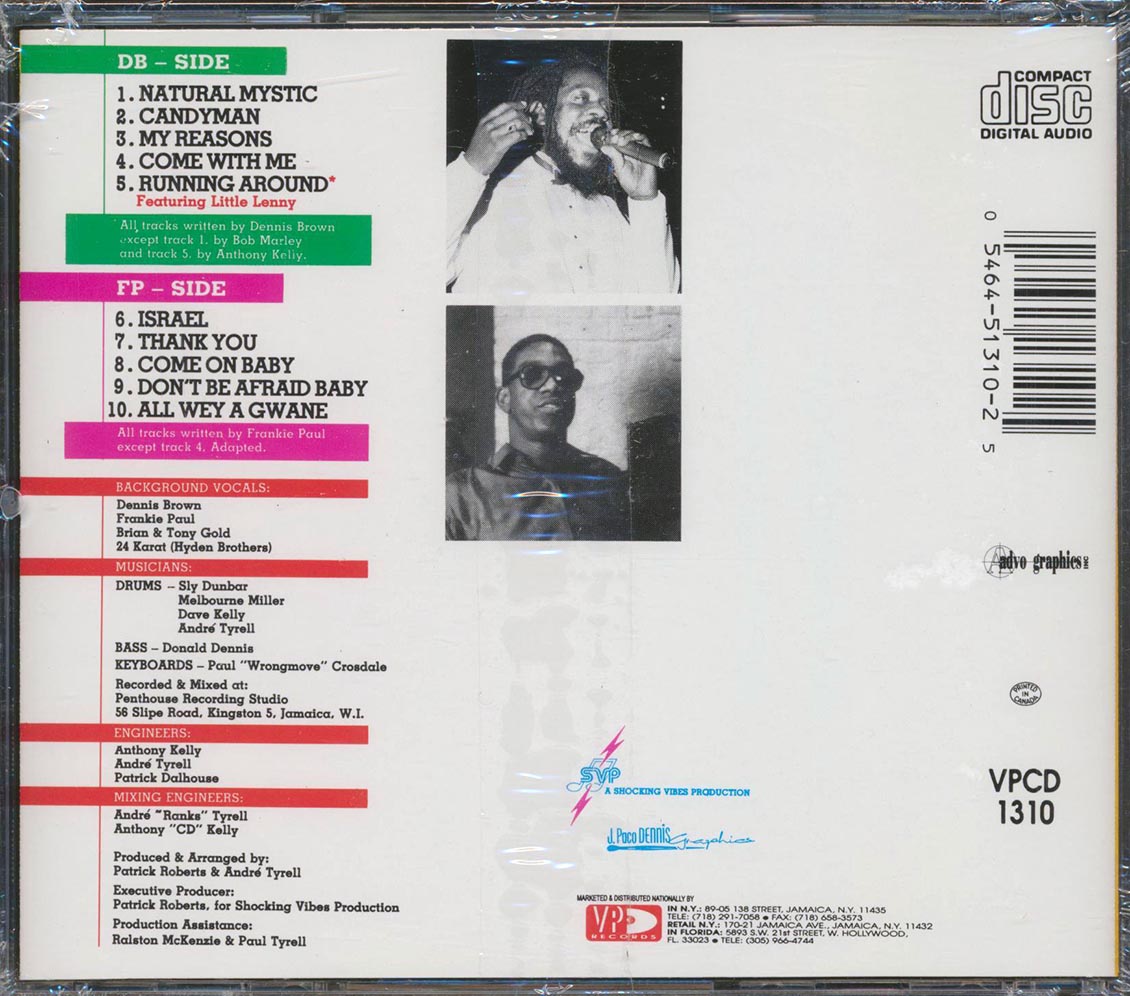 DB – SIDE
1. NATURAL MYSTIC
2. CANDYMAN
3. MY REASONS
4. COME WITH ME
5. RUNNING AROUND*
Featuring Little Lenny
All tracks written by Dennis Brown
except track 1. by Bob Marley
and track 5. by Anthony Kelly.
FP – SIDE
6. ISRAEL
7. THANK YOU
8. COME ON BABY
9. DON'T BE AFRAID BABY
10. ALL WEY A GWANE
All tracks written by Frankie Paul
except track 4. Adapted.
BACKGROUND VOCALS:
Dennis Brown
Frankie Paul
Brian & Tony Gold
24 Karat (Hyden Brothers)
MUSICIANS:
DRUMS – Sly Dunbar
Melbourne Miller
Dave Kelly
André Tyrell
BASS – Donald Dennis
KEYBOARDS – Paul "Wrongmove" Crosdale
Recorded & Mixed at:
Penthouse Recording Studio
56 Slipe Road, Kingston 5, Jamaica, W.I.
ENGINEERS:
Anthony Kelly
André Tyrell
Patrick Dalhouse
MIXING ENGINEERS:
André "Ranks" Tyrell
Anthony "CD" Kelly
Produced & Arranged by:
Patrick Roberts & André Tyrell
Executive Producer:
Patrick Roberts, for Shocking Vibes Production
Production Assistance:
Ralston McKenzie & Paul Tyrell
SVP
A SHOCKING VIBES PRODUCTION
J. Paco DENNIS Graphics
MARKETED & DISTRIBUTED NATIONALLY BY
VP RECORDS
IN N.Y.: 89-05 138 STREET, JAMAICA, N.Y. 11435
TELE: (718) 291-7058 • FAX: (718) 658-3573
RETAIL N.Y.: 170-21 JAMAICA AVE., JAMAICA, N.Y. 11432
IN FLORIDA: 5893 S.W. 21st STREET, W. HOLLYWOOD,
FL. 33023 • TELE: (305) 966-4744
COMPACT
disc
DIGITAL AUDIO
0 5464-51310-2 5
advo graphics INC
PRINTED
IN
CANADA
VPCD
1310